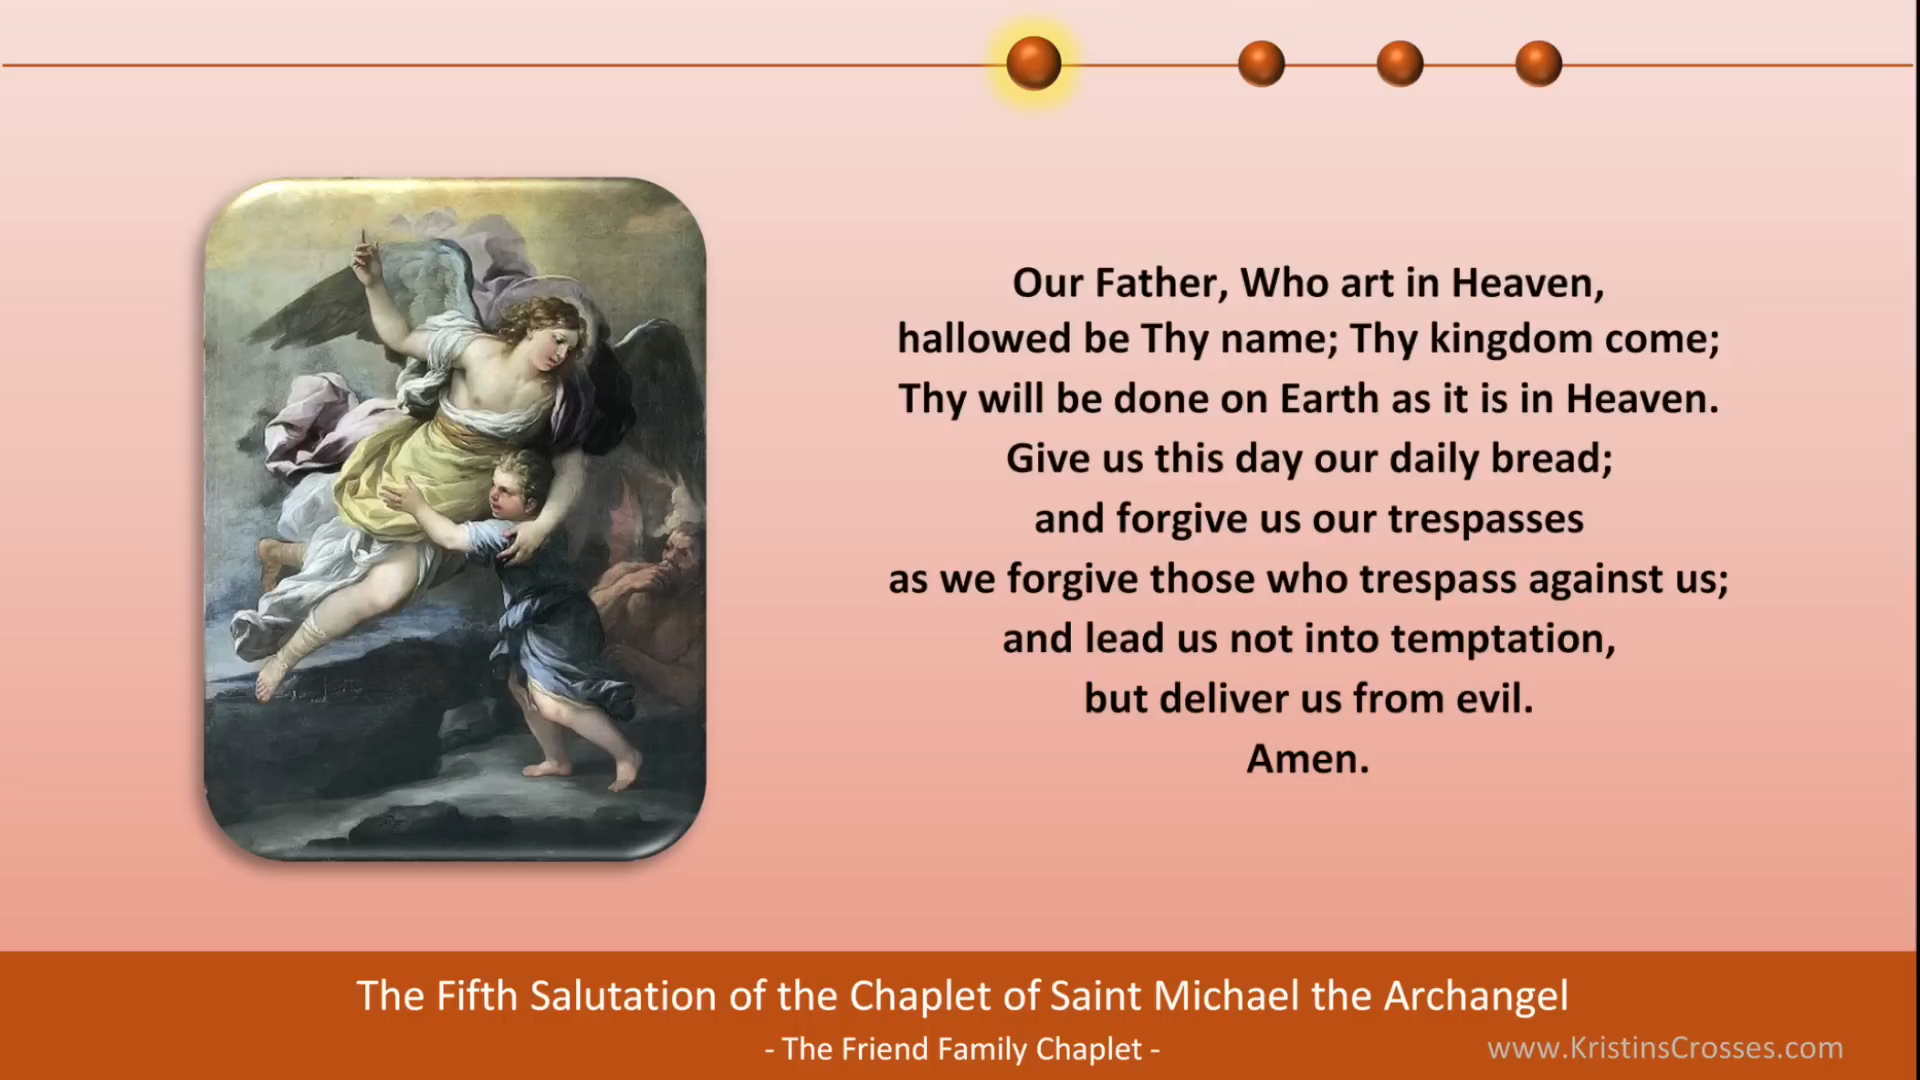 Our Father, Who art in Heaven,
hallowed be Thy name; Thy kingdom come;
Thy will be done on Earth as it is in Heaven.
Give us this day our daily bread;
and forgive us our trespasses
as we forgive those who trespass against us;
and lead us not into temptation,
but deliver us from evil.
Amen.
The Fifth Salutation of the Chaplet of Saint Michael the Archangel
- The Friend Family Chaplet -
www.KristinsCrosses.com